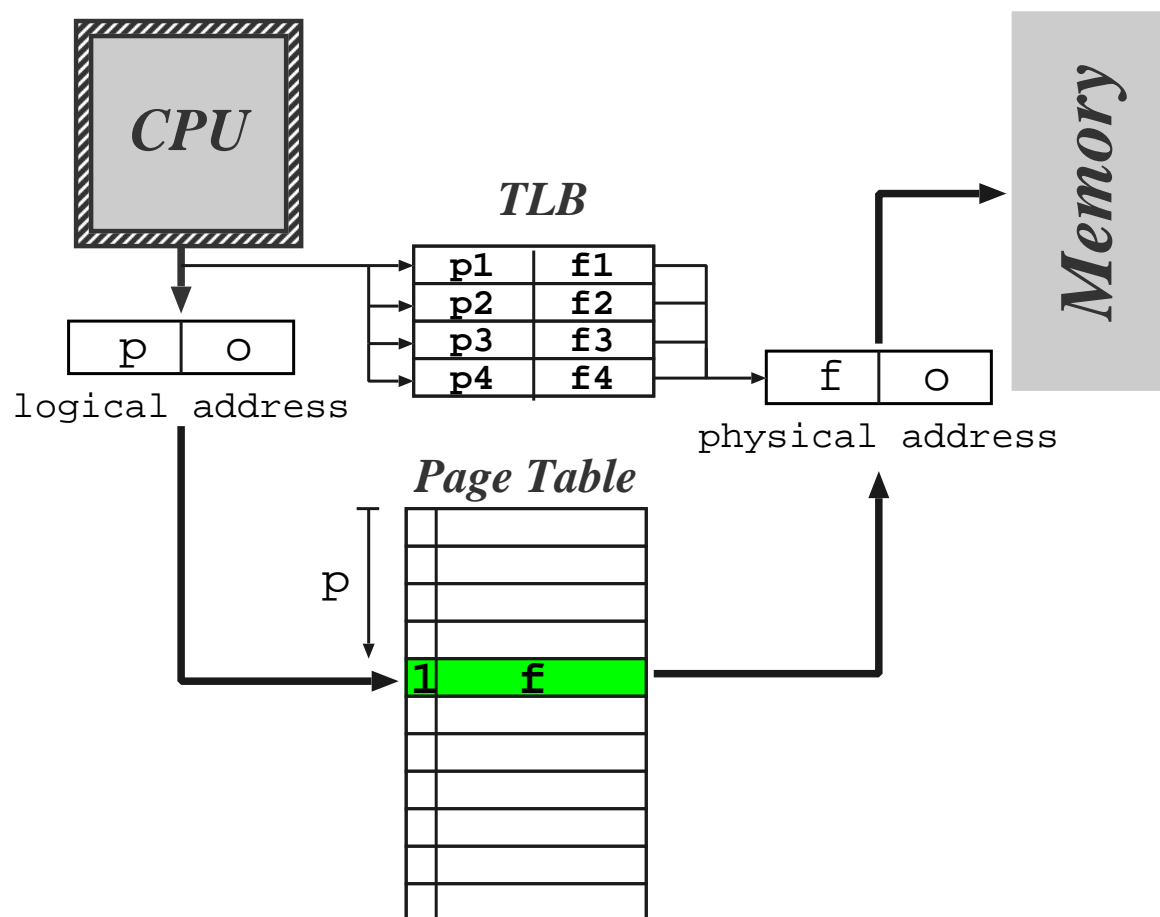 CPU
Memory
TLB
p1 f1
p2 f2
p3 f3
p4 f4
p o
logical address
f o
physical address
Page Table
p
1 f